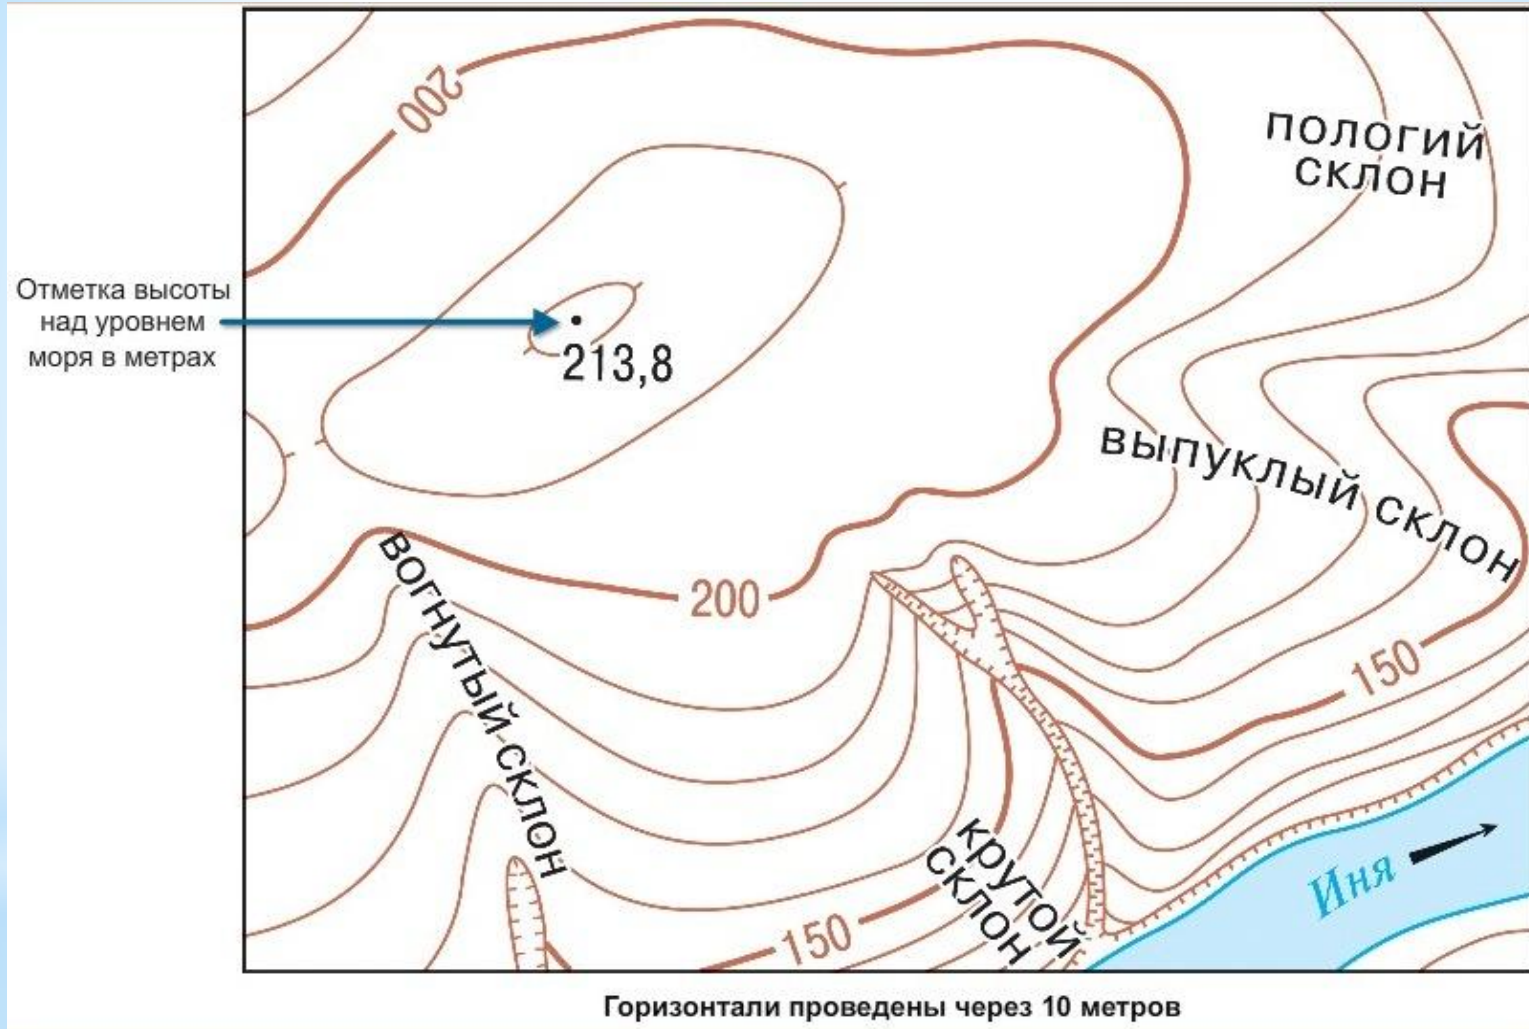 200
пологий
склон
Отметка высоты
над уровнем
моря в метрах
213,8
выпуклый склон
вогнутый склон
200
150
крутой
склон
Иня
150
Горизонтали проведены через 10 метров